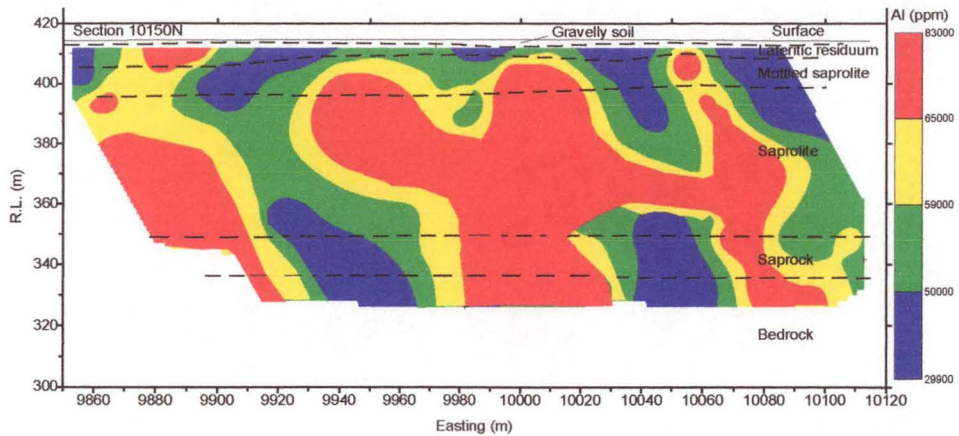 Section 10150N
Gravelly soil
Surface
Lateritic residuum
Mottled saprolite
Saprolite
Saprock
Bedrock
420
400
380
360
340
320
300
R.L. (m)
9860 9880 9900 9920 9940 9960 9980 10000 10020 10040 10060 10080 10100 10120
Easting (m)
Al (ppm)
83000
65000
59000
50000
29900